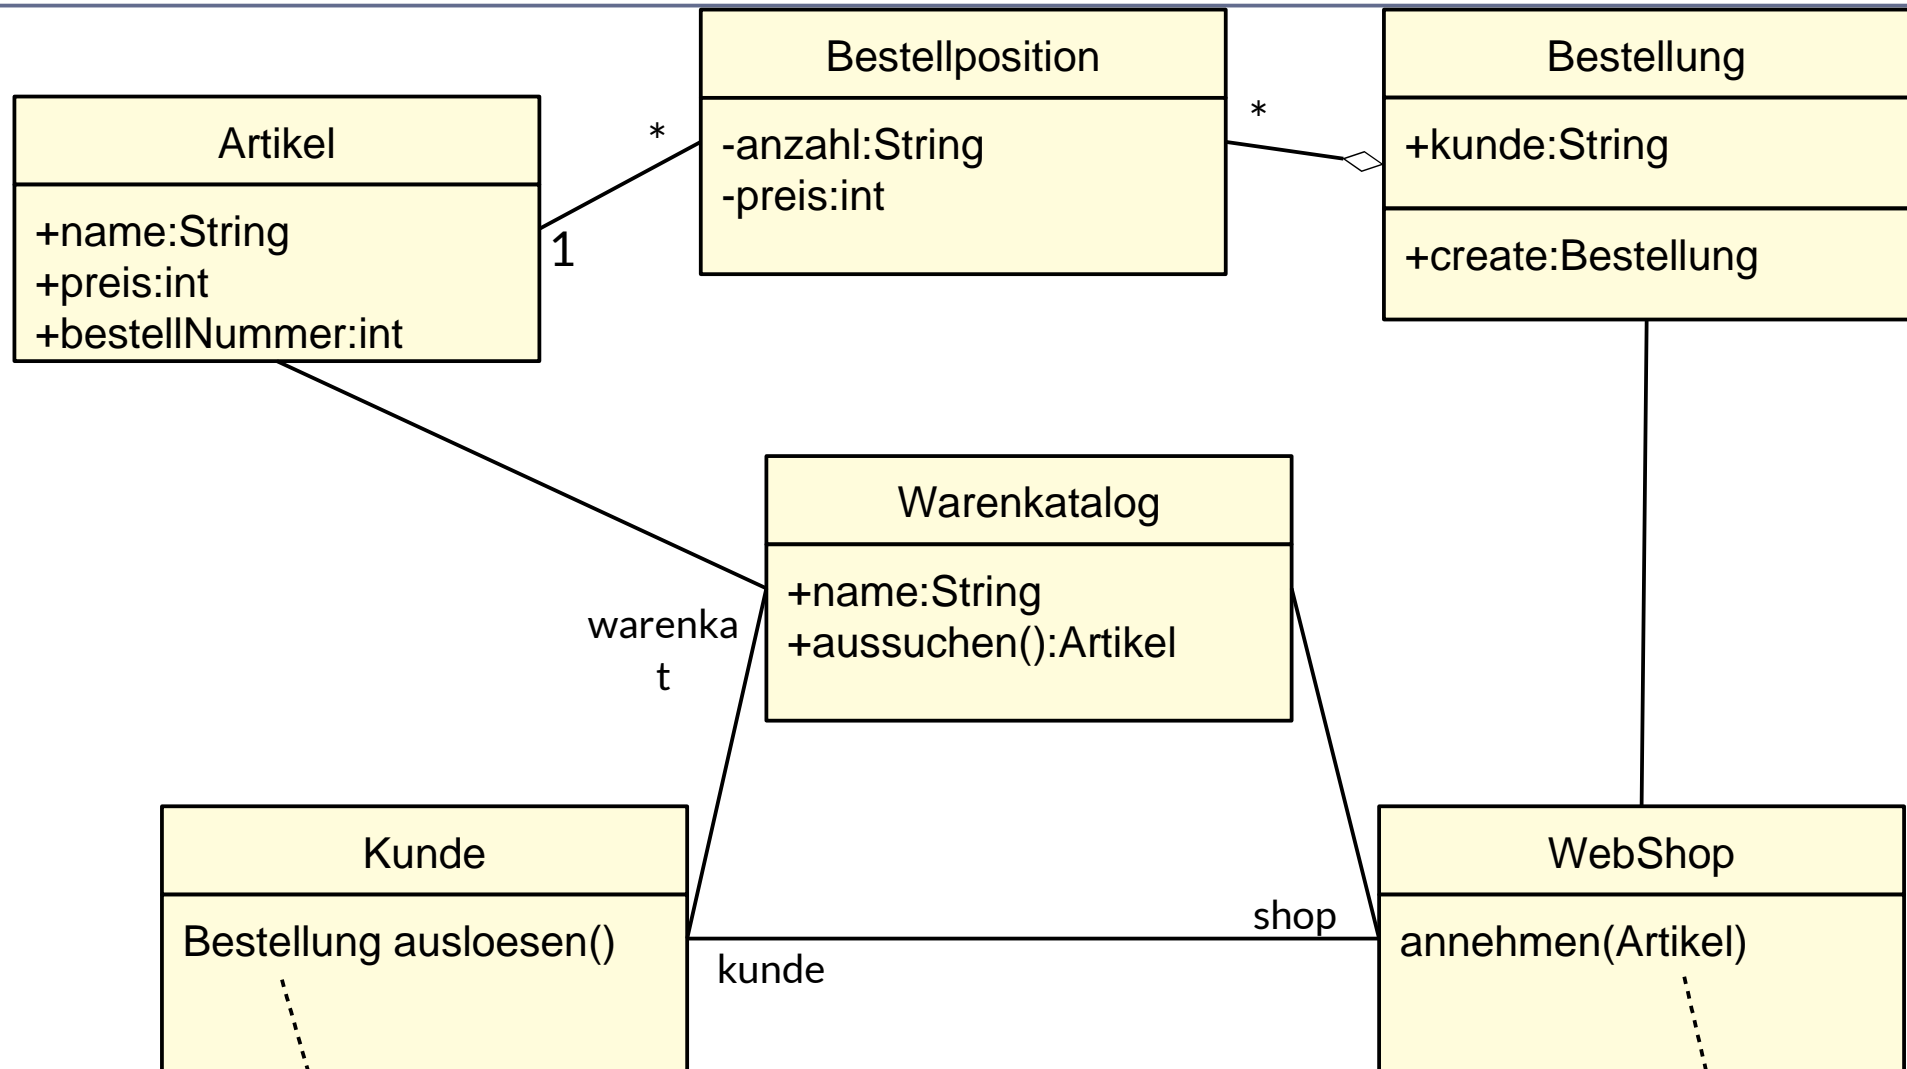 Bestellposition
-anzahl:String
-preis:int
*
*
Bestellung
+kunde:String
+create:Bestellung
Artikel
+name:String
+preis:int
+bestellNummer:int
1
Warenkatalog
+name:String
+aussuchen():Artikel
warenka
t
Kunde
Bestellung ausloesen()
kunde
shop
WebShop
annehmen(Artikel)